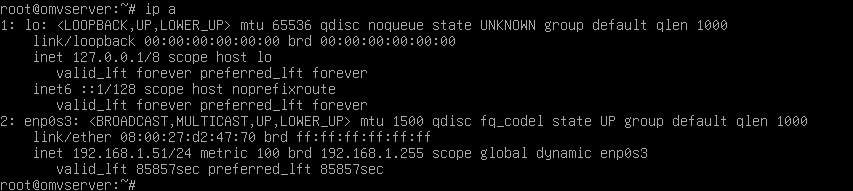 root@omvserver:~# ip a
1: lo: <LOOPBACK,UP,LOWER_UP> mtu 65536 qdisc noqueue state UNKNOWN group default qlen 1000
    link/loopback 00:00:00:00:00:00 brd 00:00:00:00:00:00
    inet 127.0.0.1/8 scope host lo
       valid_lft forever preferred_lft forever
    inet6 ::1/128 scope host noprefixroute
       valid_lft forever preferred_lft forever
2: enp0s3: <BROADCAST,MULTICAST,UP,LOWER_UP> mtu 1500 qdisc fq_codel state UP group default qlen 1000
    link/ether 08:00:27:d2:47:70 brd ff:ff:ff:ff:ff:ff
    inet 192.168.1.51/24 metric 100 brd 192.168.1.255 scope global dynamic enp0s3
       valid_lft 85857sec preferred_lft 85857sec
root@omvserver:~#